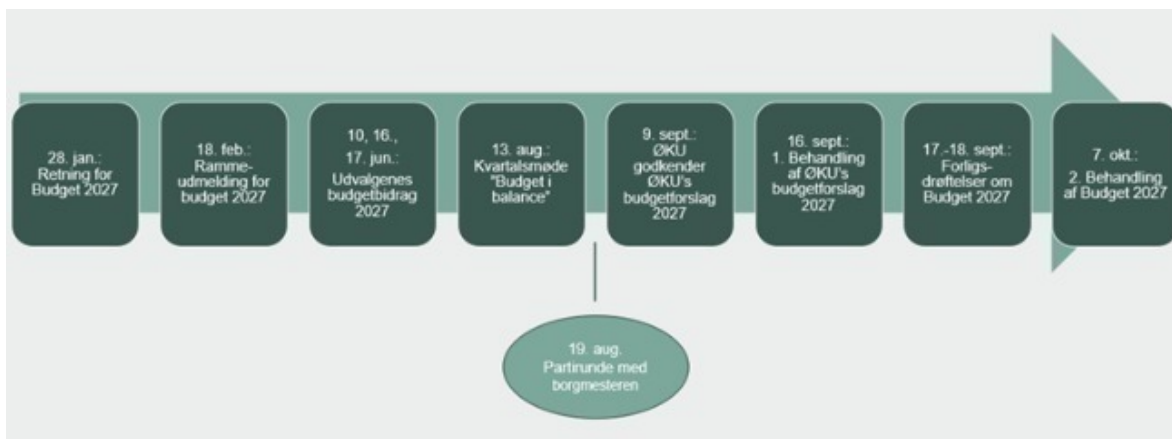 28. jan.:
Retning for
Budget 2027
18. feb.:
Ramme-
udmelding for
budget 2027
10, 16.,
17. jun.:
Udvalgenes
budgetbidrag
2027
13. aug.:
Kvartalsmøde
"Budget i
balance"
9. sept.:
ØKU
godkender
ØKU's
budgetforslag
2027
16. sept.:
1. Behandling
af ØKU's
budgetforslag
2027
17.-18. sept.:
Forligs-
drøftelser om
Budget 2027
7. okt.:
2. Behandling
af Budget 2027
19. aug.
Partirunde med
borgmesteren